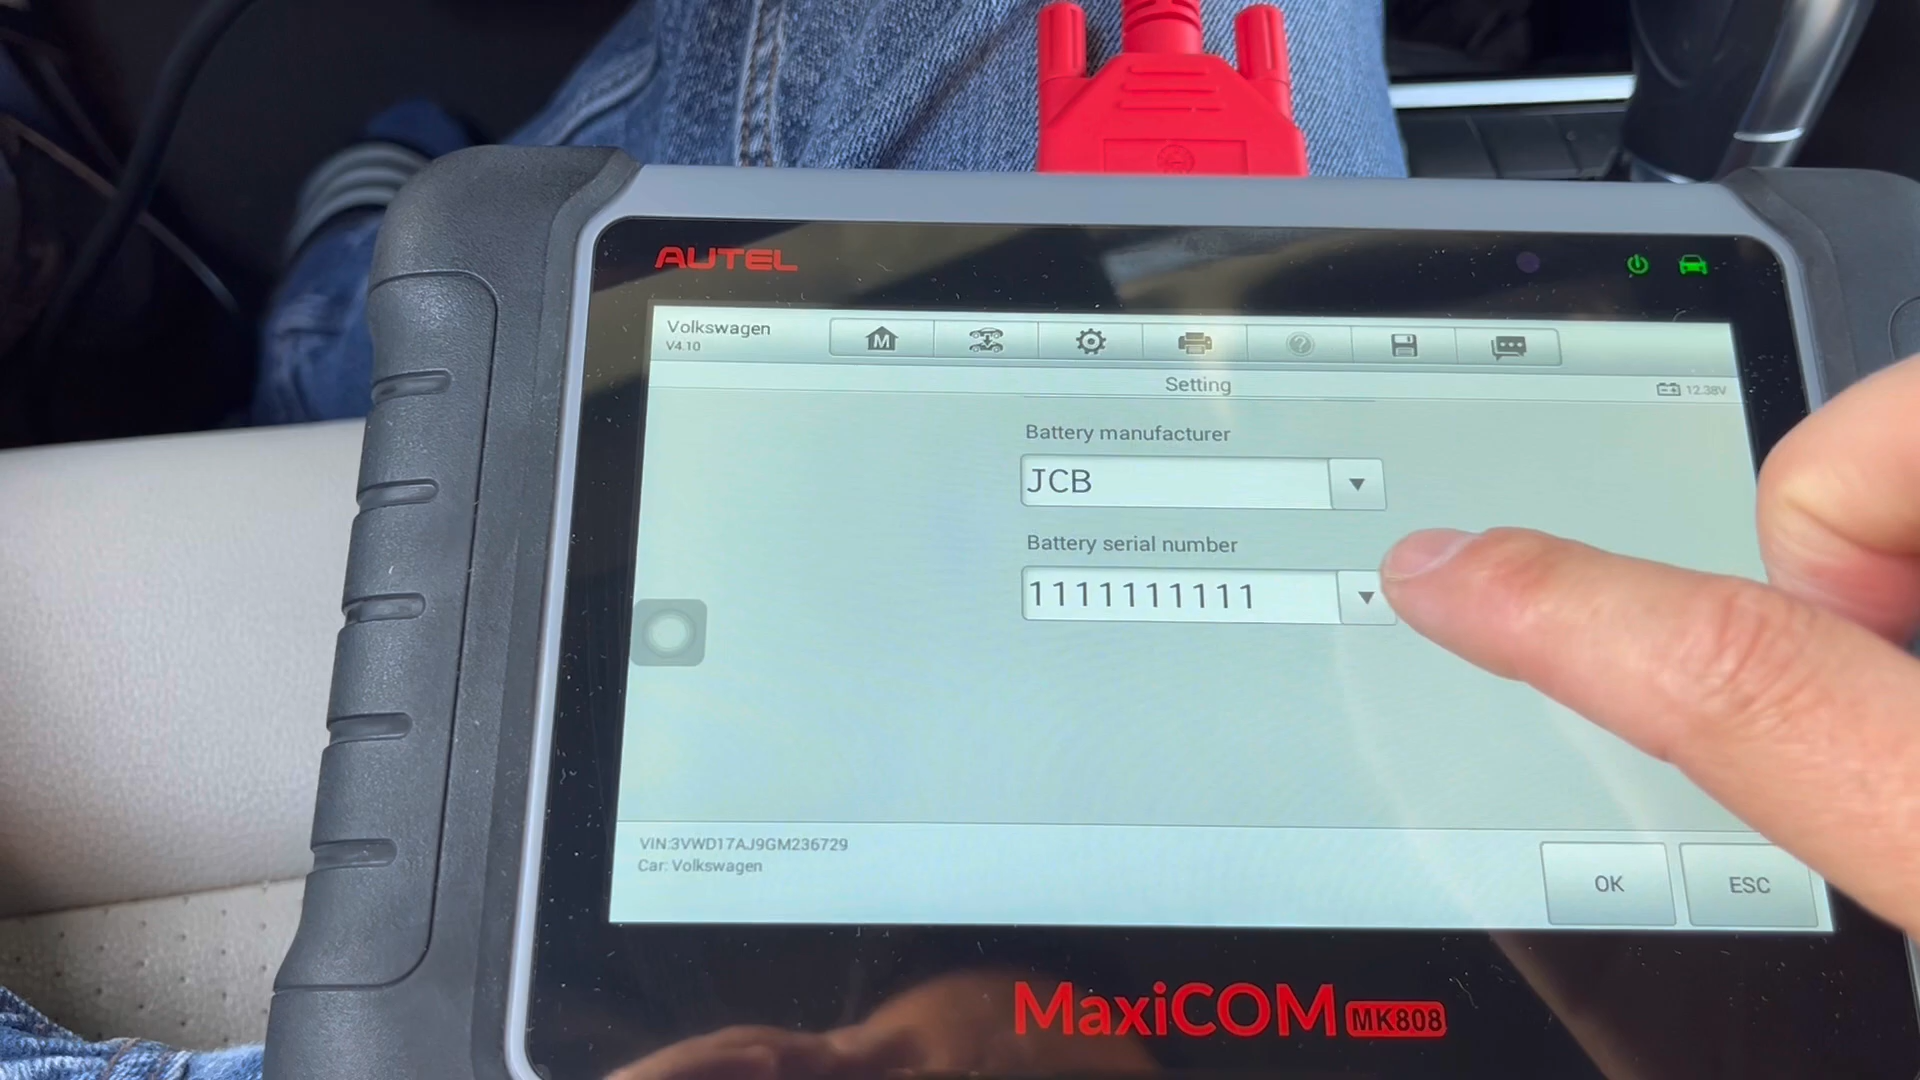 AUTEL
Volkswagen
V4.10
M
Setting
12.38V
Battery manufacturer
JCB
Battery serial number
1111111111
VIN:3VWD17AJ9GM236729
Car: Volkswagen
OK
ESC
MaxiCOM MK808